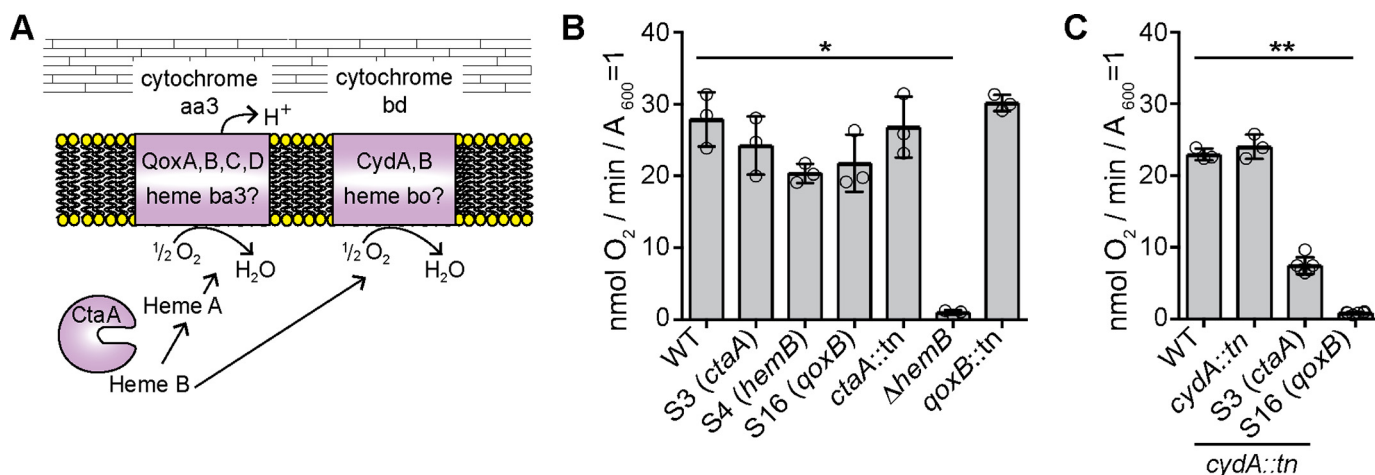 A
cytochrome
aa3
cytochrome
bd
H+
QoxA,B,C,D
heme ba3?
CydA,B
heme bo?
½ O2
H2O
½ O2
H2O
CtaA
Heme A
Heme B
B
nmol O2 / min / A600=1
40
30
20
10
0
*
WT
S3 (ctaA)
S4 (hemB)
S16 (qoxB)
ctaA::tn
ΔhemB
qoxB::tn
C
nmol O2 / min / A600=1
40
30
20
10
0
**
WT
cydA::tn
S3 (ctaA)
S16 (qoxB)
cydA::tn